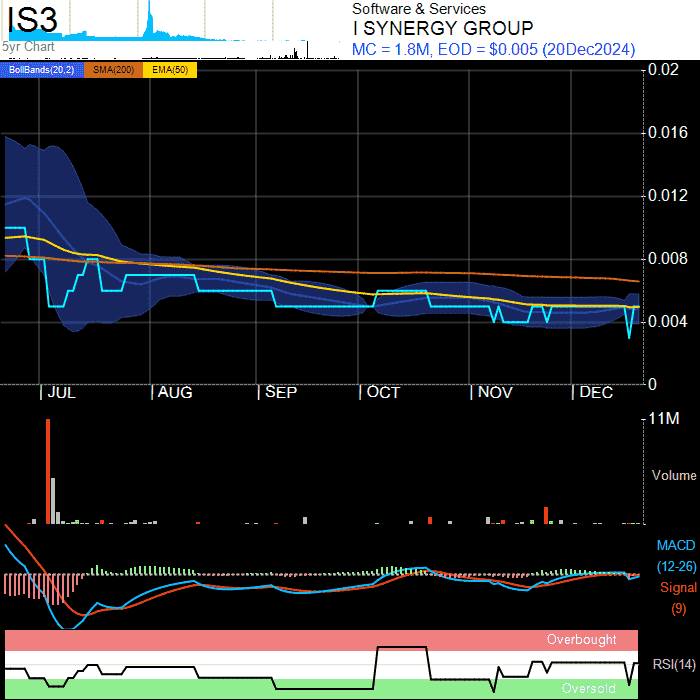 IS3
5yr Chart
Software & Services
I SYNERGY GROUP
MC = 1.8M, EOD = $0.005 (20Dec2024)
BollBands(20,2) SMA(200) EMA(50)
0.02
0.016
0.012
0.008
0.004
0
JUL AUG SEP OCT NOV DEC
11M
Volume
MACD
(12-26)
Signal
(9)
Overbought
RSI(14)
Oversold